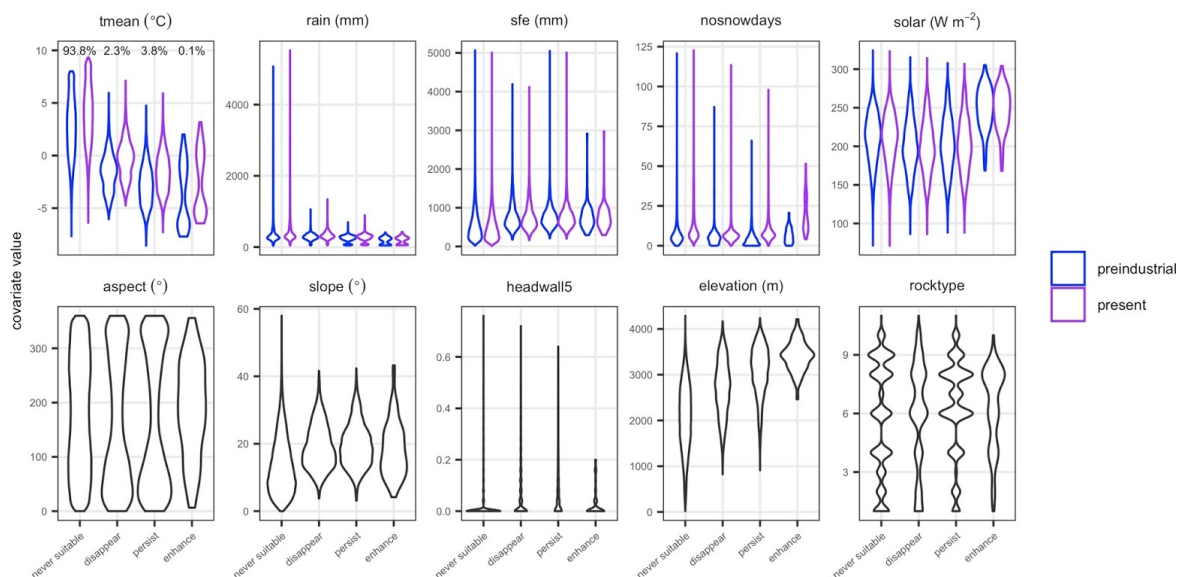 tmean (°C)
rain (mm)
sfe (mm)
nosnowdays
solar (W m⁻²)
93.8% 2.3% 3.8% 0.1%
10
5
0
-5
4000
2000
0
5000
4000
3000
2000
1000
0
125
100
75
50
25
0
300
250
200
150
100
covariate value
preindustrial
present
aspect (°)
slope (°)
headwall5
elevation (m)
rocktype
300
200
100
0
60
40
20
0
0.6
0.4
0.2
0.0
4000
3000
2000
1000
0
9
6
3
never suitable
disappear
persist
enhance
never suitable
disappear
persist
enhance
never suitable
disappear
persist
enhance
never suitable
disappear
persist
enhance
never suitable
disappear
persist
enhance